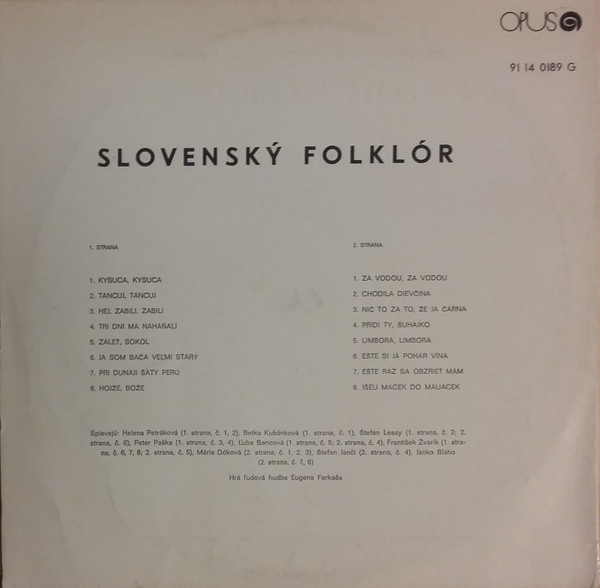 OPUS
91 14 0189 G
SLOVENSKÝ FOLKLÓR
1. STRANA
1. KYSUCA, KYSUCA
2. TANCUJ, TANCUJ
3. HEJ, ZABILI, ZABILI
4. TRI DNI MA NAHÁŇALI
5. ZALEŤ, SOKOL
6. JA SOM BAČA VEĽMI STARÝ
7. PRI DUNAJI ŠATY PERÚ
8. HOJŽE, BOŽE
2. STRANA
1. ZA VODOU, ZA VODOU
2. CHODILA DIEVČINA
3. NIČ TO ZA TO, ŽE JA ČÁRNA
4. PRÍDI TY, ŠUHAJKO
5. LIMBORA, LIMBORA
6. EŠTE SI JA POHÁR VÍNA
7. EŠTE RAZ SA OBZRIEŤ MÁM
8. IŠEU MACEK DO MALACEK
Spievajú: Helena Petráková (1. strana, č. 1, 2), Betka Kubánková (1. strana, č. 1), Štefan Lesay (1. strana, č. 2; 2.
strana, č. 6), Peter Paška (1. strana, č. 3, 4), Ľuba Baricová (1. strana, č. 5; 2. strana, č. 4), František Zvarík (1. stra-
na, č. 6, 7, 8; 2. strana, č. 5), Mária Dóková (2. strana, č. 1, 2, 3), Štefan Jančí (2. strana, č. 4), Janko Blaho
(2. strana, č. 7, 8)
Hrá ľudová hudba Eugena Farkaša